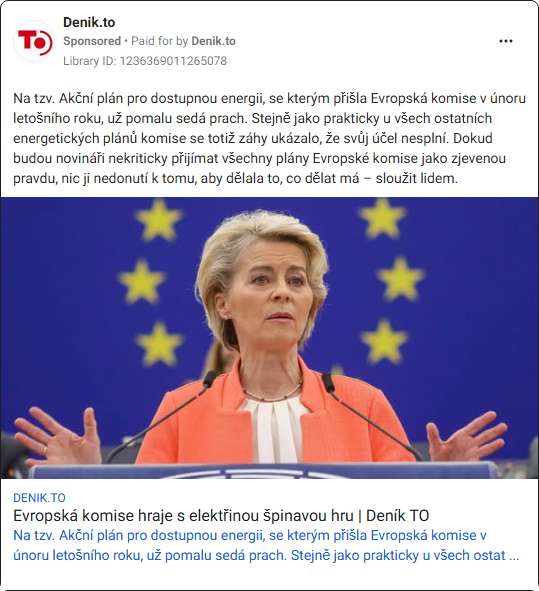 Denik.to
Sponsored • Paid for by Denik.to
Library ID: 1236369011265078
TO
Na tzv. Akční plán pro dostupnou energii, se kterým přišla Evropská komise v únoru
letošního roku, už pomalu sedá prach. Stejně jako prakticky u všech ostatních
energetických plánů komise se totiž záhy ukázalo, že svůj účel nesplní. Dokud
budou novináři nekriticky přijímat všechny plány Evropské komise jako zjevenou
pravdu, nic ji nedonutí k tomu, aby dělala to, co dělat má – sloužit lidem.
DENIK.TO
Evropská komise hraje s elektřinou špinavou hru | Deník TO
Na tzv. Akční plán pro dostupnou energii, se kterým přišla Evropská komise v
únoru letošního roku, už pomalu sedá prach. Stejně jako prakticky u všech ostat ...